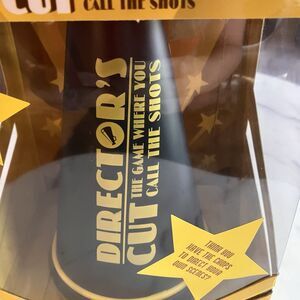 CUT
CALL THE SHOTS
DIRECTOR'S
CUT THE GAME WHERE YOU
CALL THE SHOTS
THINK YOU
HAVE THE CHOPS
TO DIRECT YOUR
OWN SCENES?